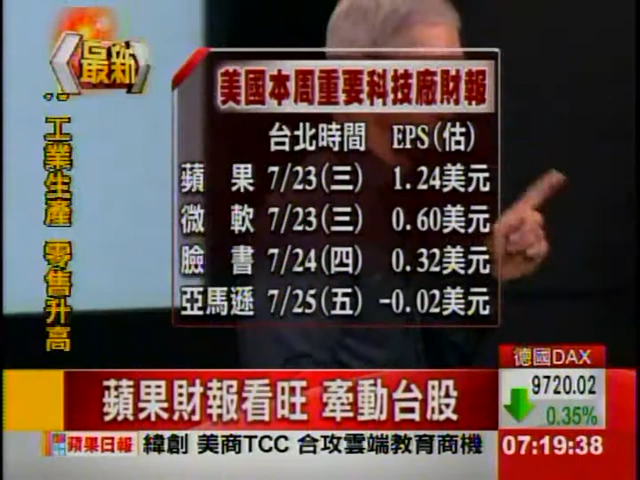 最新
工業生產 零售升高
美國本周重要科技廠財報
台北時間 EPS(估)
蘋果 7/23(三) 1.24美元
微軟 7/23(三) 0.60美元
臉書 7/24(四) 0.32美元
亞馬遜 7/25(五) -0.02美元
德國DAX
9720.02
0.35%
蘋果財報看旺 牽動台股
蘋果日報 緯創 美商TCC 合攻雲端教育商機
07:19:38